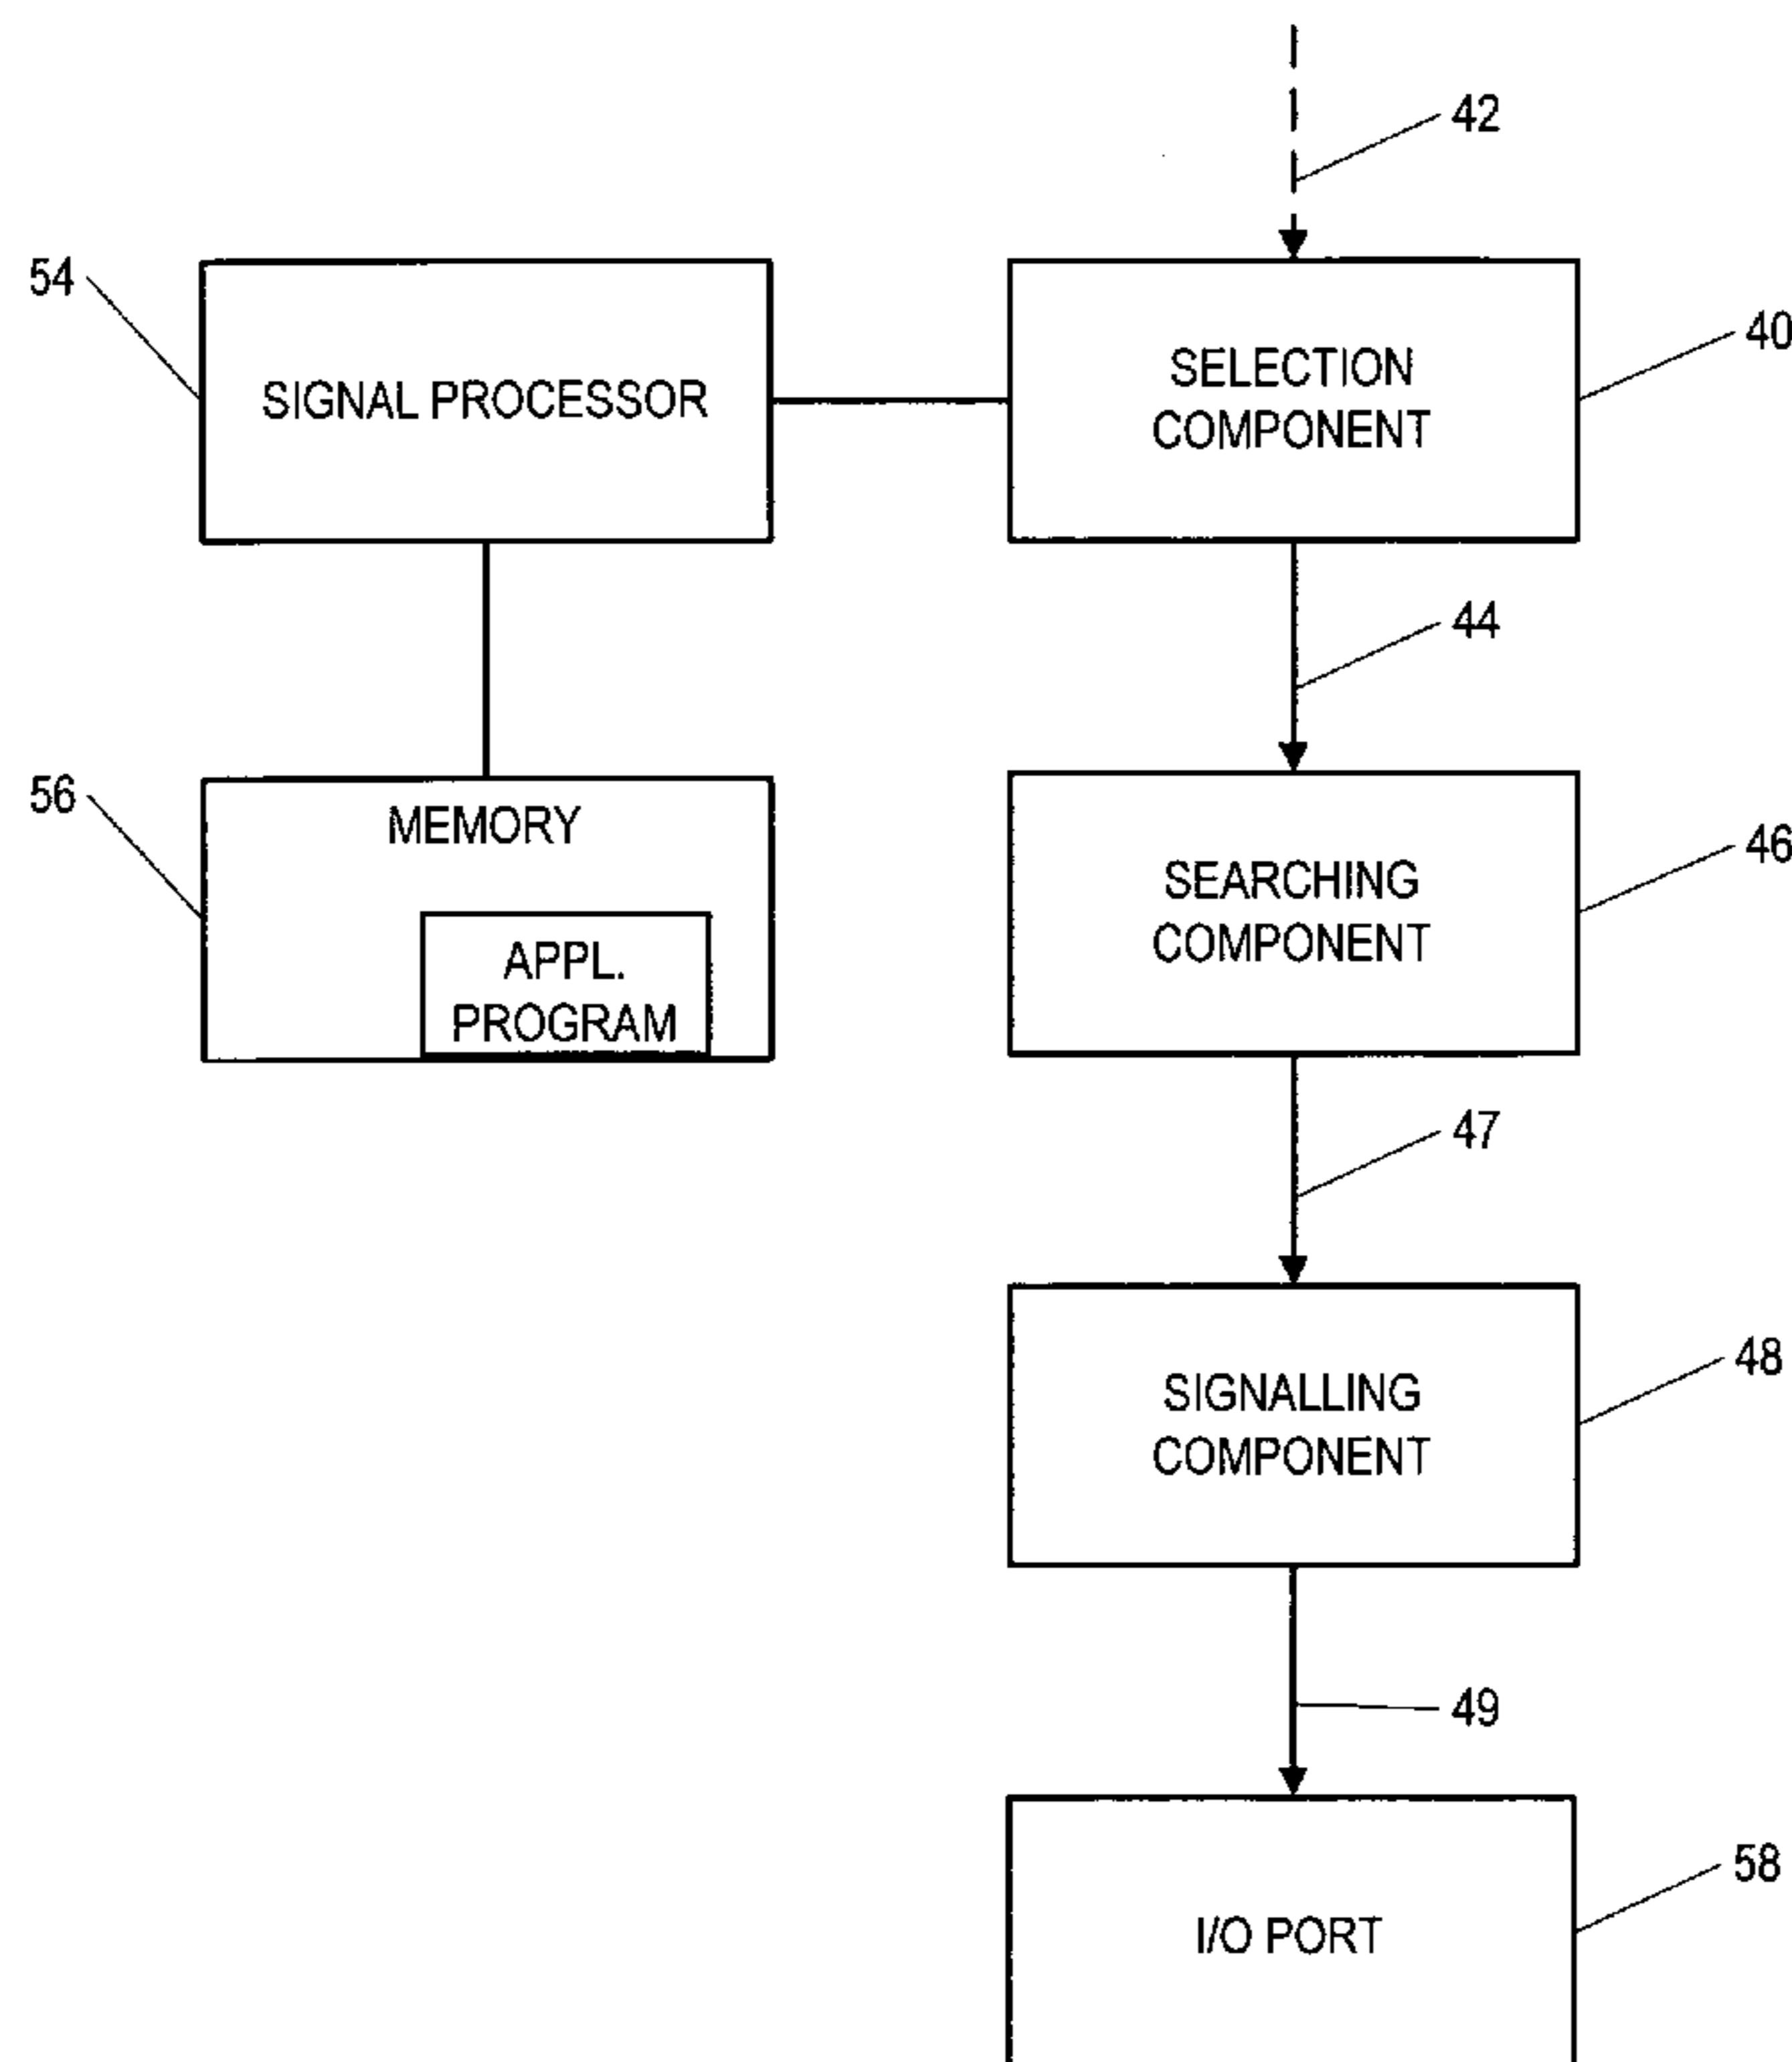 42
54
SIGNAL PROCESSOR
SELECTION
COMPONENT
40
44
56
MEMORY
APPL.
PROGRAM
SEARCHING
COMPONENT
46
47
SIGNALLING
COMPONENT
48
49
I/O PORT
58